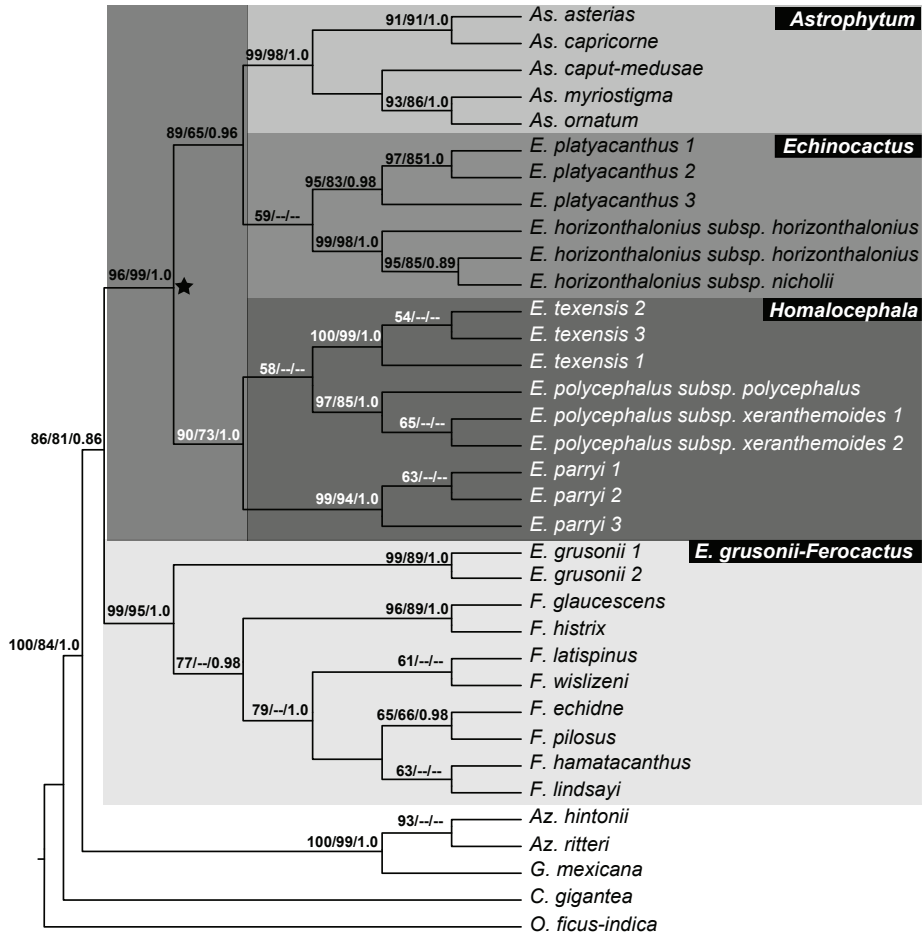 91/91/1.0
As. asterias
Astrophytum
As. capricorne
99/98/1.0
As. caput-medusae
As. myriostigma
93/86/1.0
As. ornatum
89/65/0.96
E. platyacanthus 1
Echinocactus
97/851.0
E. platyacanthus 2
95/83/0.98
E. platyacanthus 3
59/--/--
E. horizonthalonius subsp. horizonthalonius
99/98/1.0
E. horizonthalonius subsp. horizonthalonius
95/85/0.89
E. horizonthalonius subsp. nicholii
96/99/1.0
E. texensis 2
Homalocephala
54/--/--
E. texensis 3
100/99/1.0
E. texensis 1
58/--/--
E. polycephalus subsp. polycephalus
97/85/1.0
E. polycephalus subsp. xeranthemoides 1
65/--/--
E. polycephalus subsp. xeranthemoides 2
86/81/0.86
90/73/1.0
E. parryi 1
63/--/--
E. parryi 2
99/94/1.0
E. parryi 3
E. grusonii 1
E. grusonii-Ferocactus
99/89/1.0
E. grusonii 2
F. glaucescens
99/95/1.0
96/89/1.0
F. histrix
100/84/1.0
F. latispinus
77/--/0.98
61/--/--
F. wislizeni
79/--/1.0
F. echidne
65/66/0.98
F. pilosus
F. hamatacanthus
63/--/--
F. lindsayi
Az. hintonii
93/--/--
Az. ritteri
100/99/1.0
G. mexicana
C. gigantea
O. ficus-indica